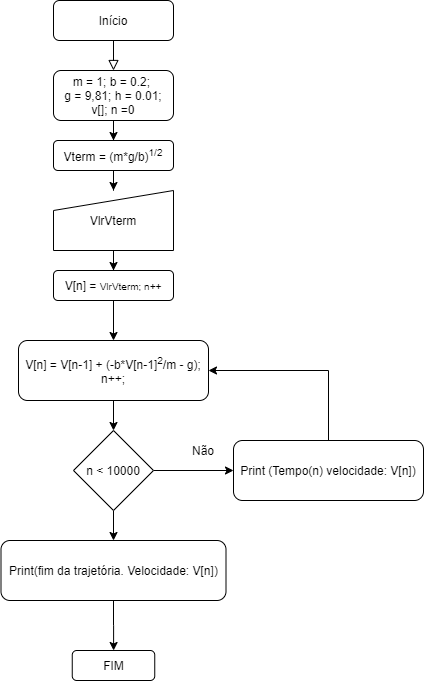 Início
m = 1; b = 0.2;
g = 9,81; h = 0.01;
v[]; n =0
Vterm = (m*g/b)^1/2
VlrVterm
V[n] = VlrVterm; n++
V[n] = V[n-1] + (-b*V[n-1]^2/m - g);
n++;
n < 10000
Não
Print (Tempo(n) velocidade: V[n])
Print(fim da trajetória. Velocidade: V[n])
FIM